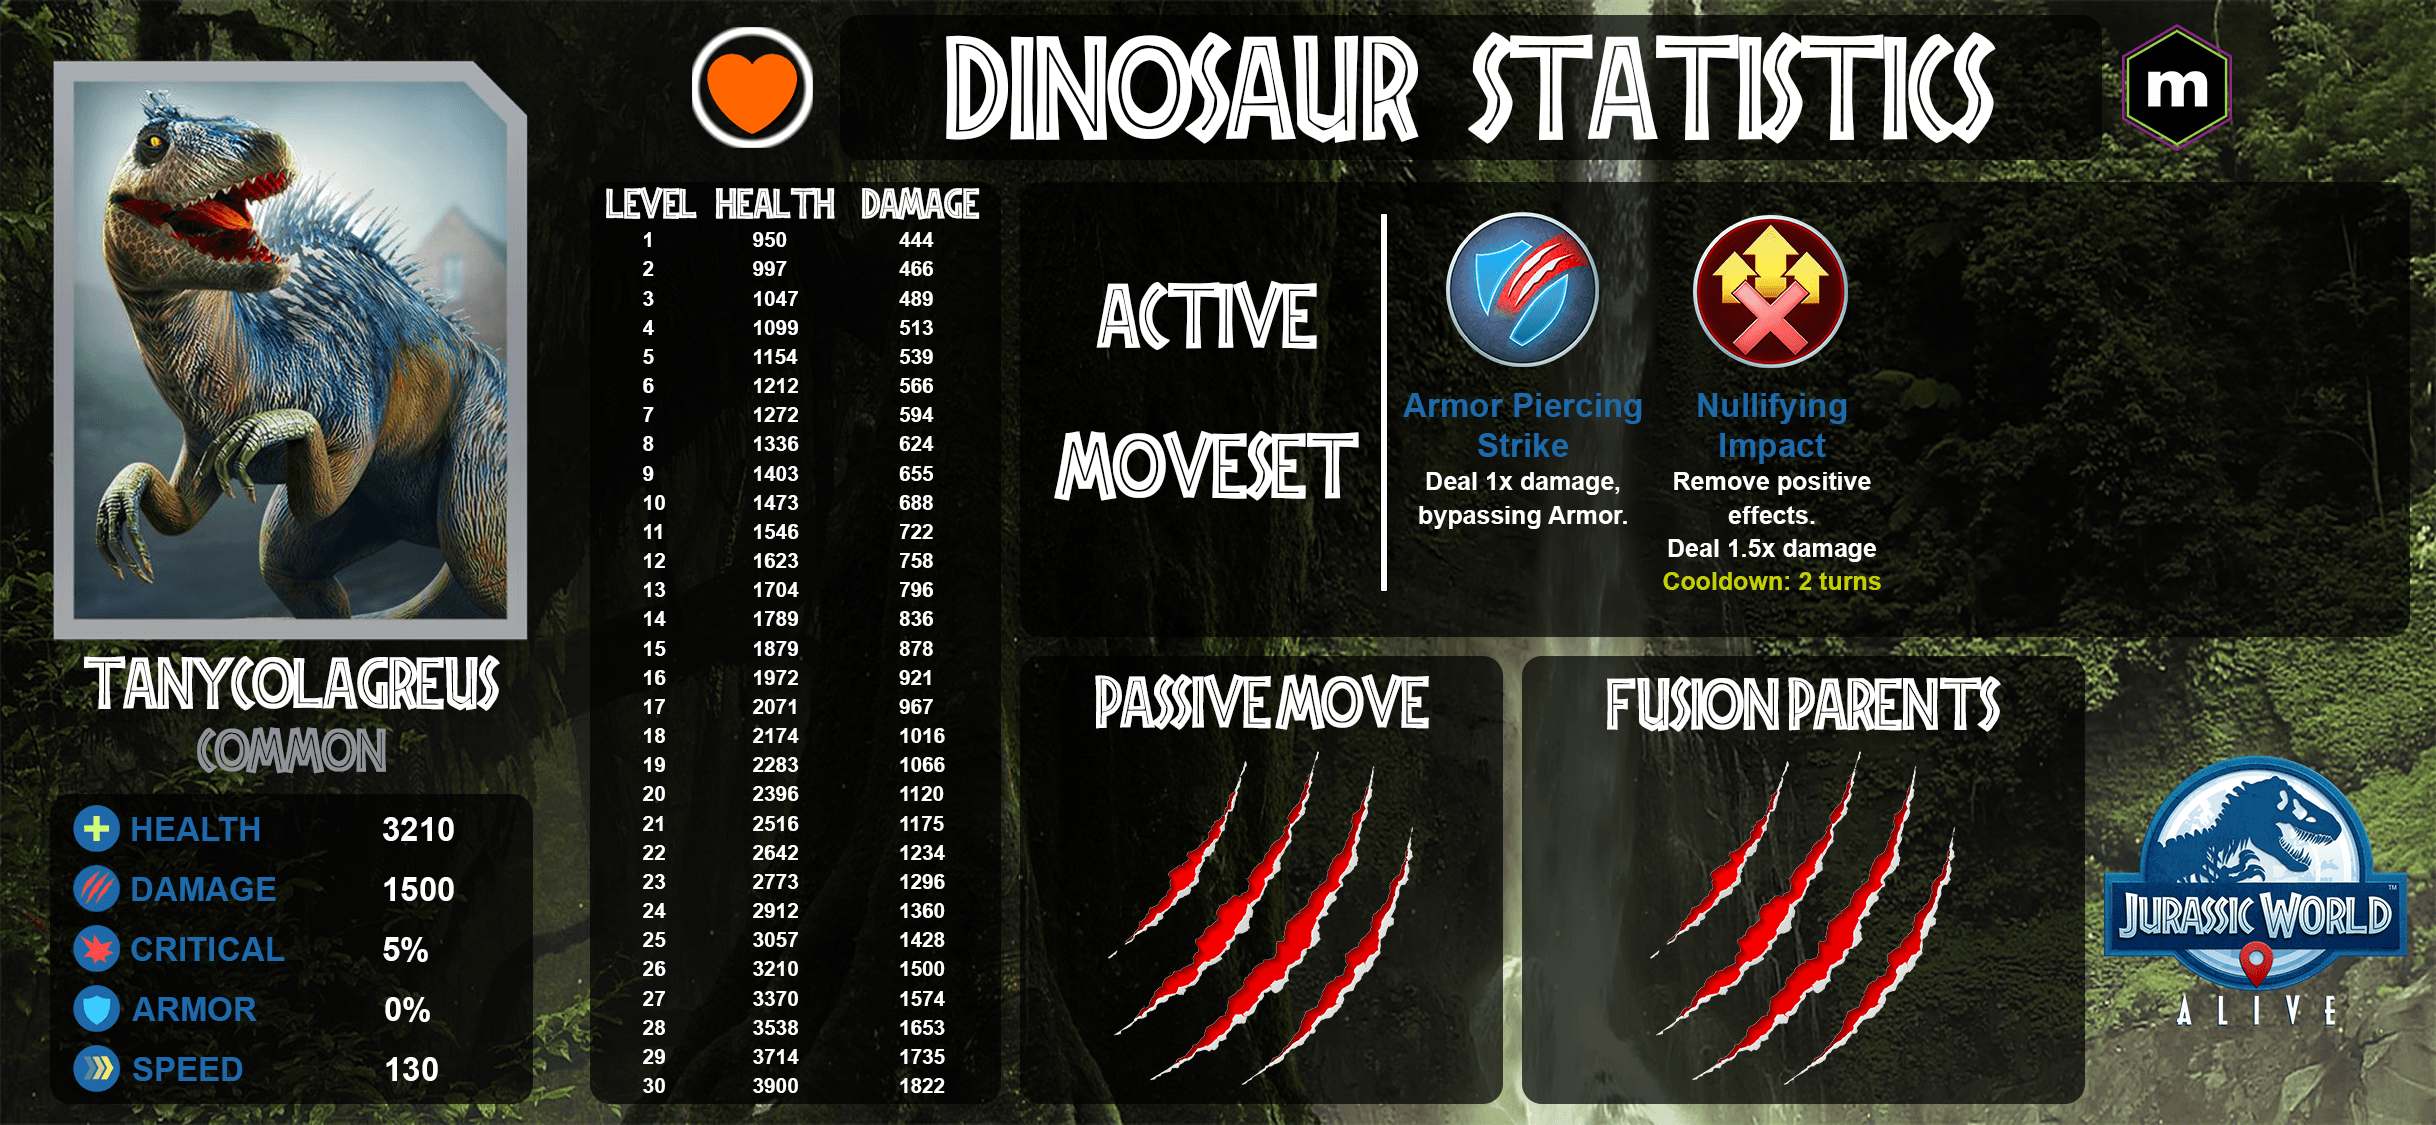 DINOSAUR STATISTICS
m
LEVEL HEALTH DAMAGE
1 950 444
2 997 466
3 1047 489
4 1099 513
5 1154 539
6 1212 566
7 1272 594
8 1336 624
9 1403 655
10 1473 688
11 1546 722
12 1623 758
13 1704 796
14 1789 836
15 1879 878
16 1972 921
17 2071 967
18 2174 1016
19 2283 1066
20 2396 1120
21 2516 1175
22 2642 1234
23 2773 1296
24 2912 1360
25 3057 1428
26 3210 1500
27 3370 1574
28 3538 1653
29 3714 1735
30 3900 1822
TANYCOLAGREUS
COMMON
HEALTH 3210
DAMAGE 1500
CRITICAL 5%
ARMOR 0%
SPEED 130
ACTIVE
MOVESET
Armor Piercing
Strike
Deal 1x damage,
bypassing Armor.
Nullifying
Impact
Remove positive
effects.
Deal 1.5x damage
Cooldown: 2 turns
PASSIVE MOVE
FUSION PARENTS
JURASSIC WORLD™
ALIVE